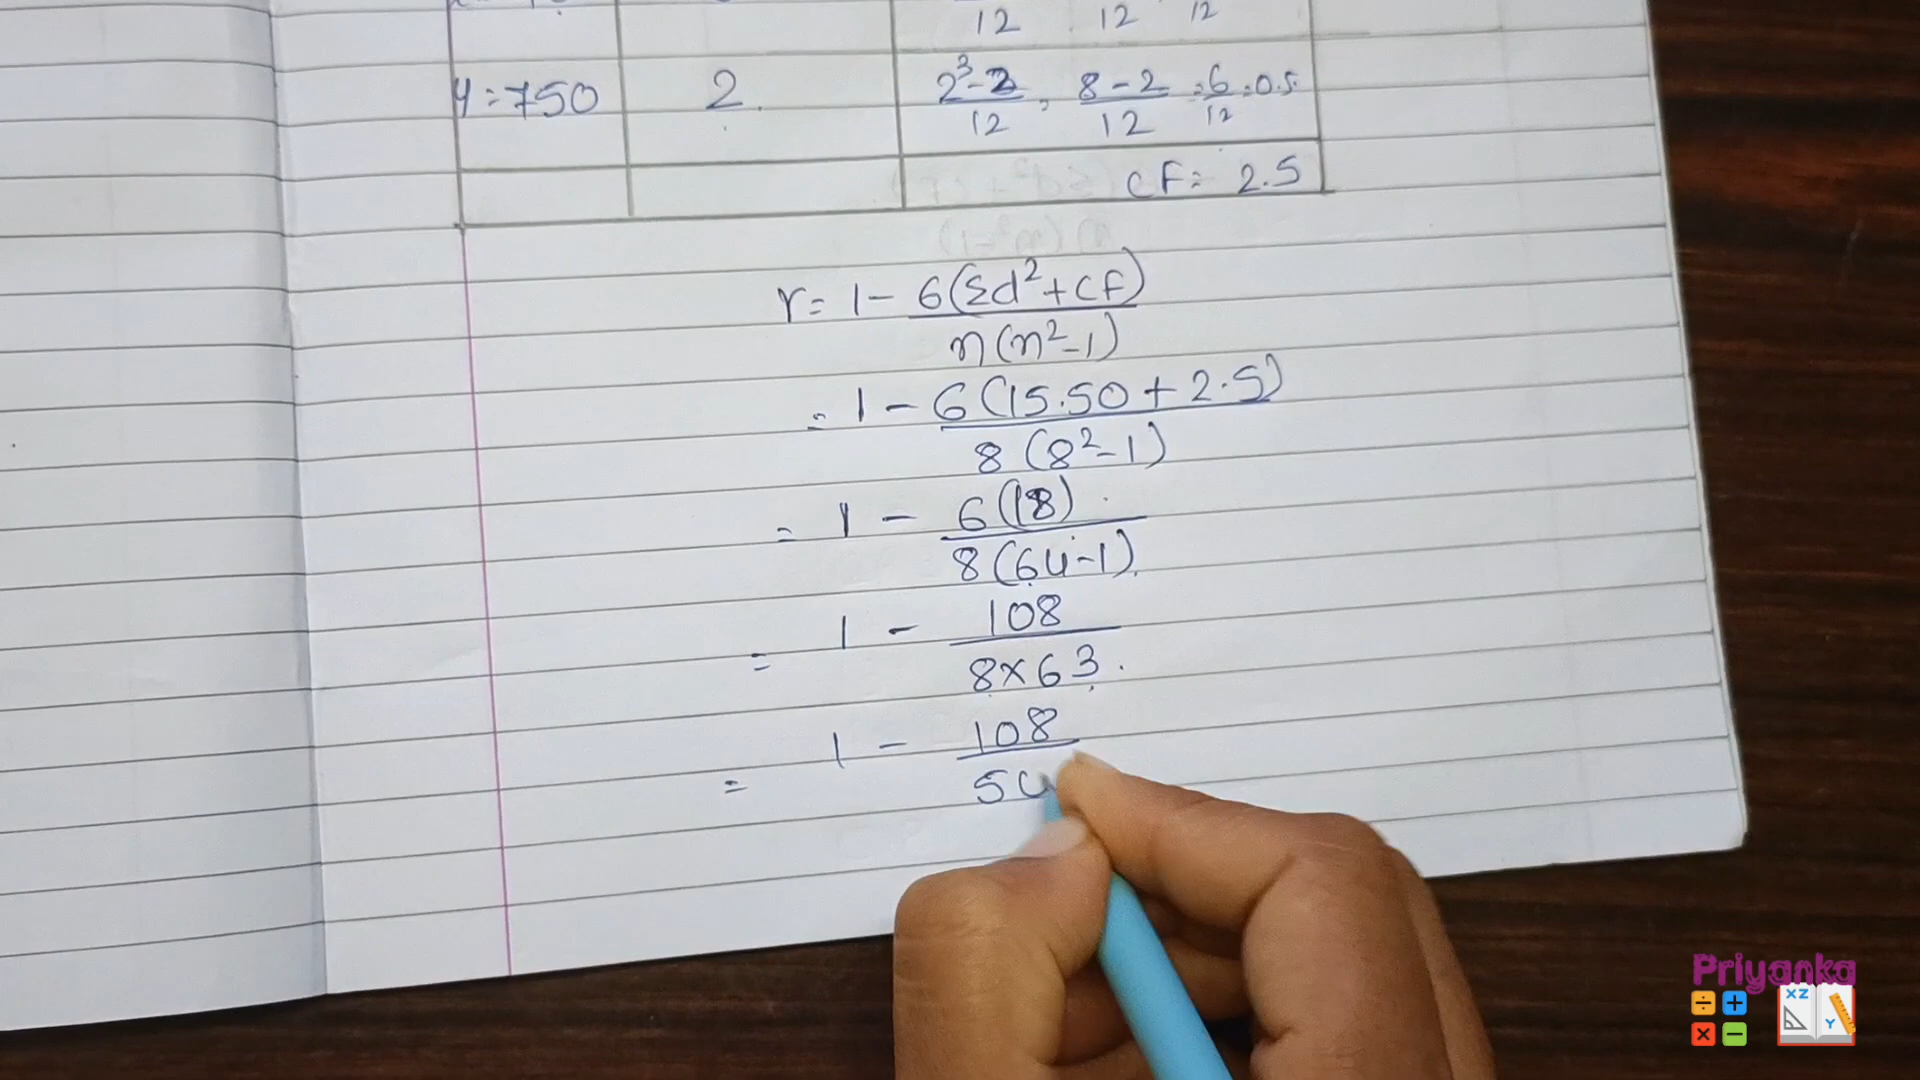 12 12 12
y=750 2 2³-2/12, 8-2/12 =6/12=0.5
CF= 2.5
r= 1- 6(Σd²+CF)/n(n²-1)
= 1 - 6(15.50+2.5)/8(8²-1)
= 1 - 6(18)/8(64-1)
= 1 - 108/8×63
= 1 - 108/54
Priyanka
÷ + XZ
× − Y